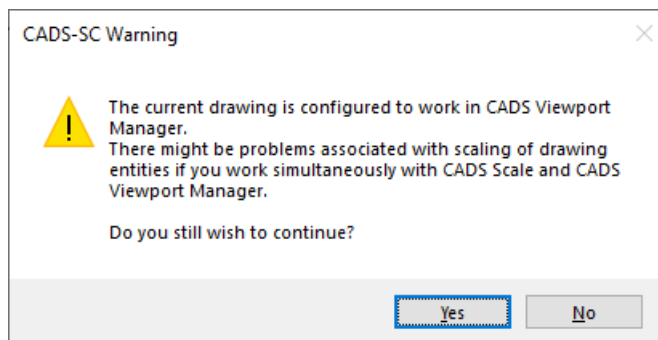 CADS-SC Warning
The current drawing is configured to work in CADS Viewport
Manager.
There might be problems associated with scaling of drawing
entities if you work simultaneously with CADS Scale and CADS
Viewport Manager.
Do you still wish to continue?
Yes
No